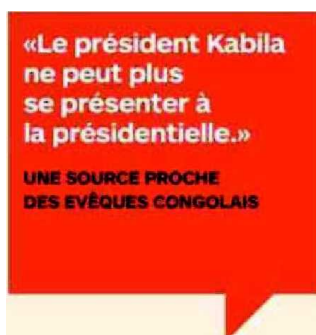 «Le président Kabila
ne peut plus
se présenter à
la présidentielle.»
UNE SOURCE PROCHE
DES EVÊQUES CONGOLAIS